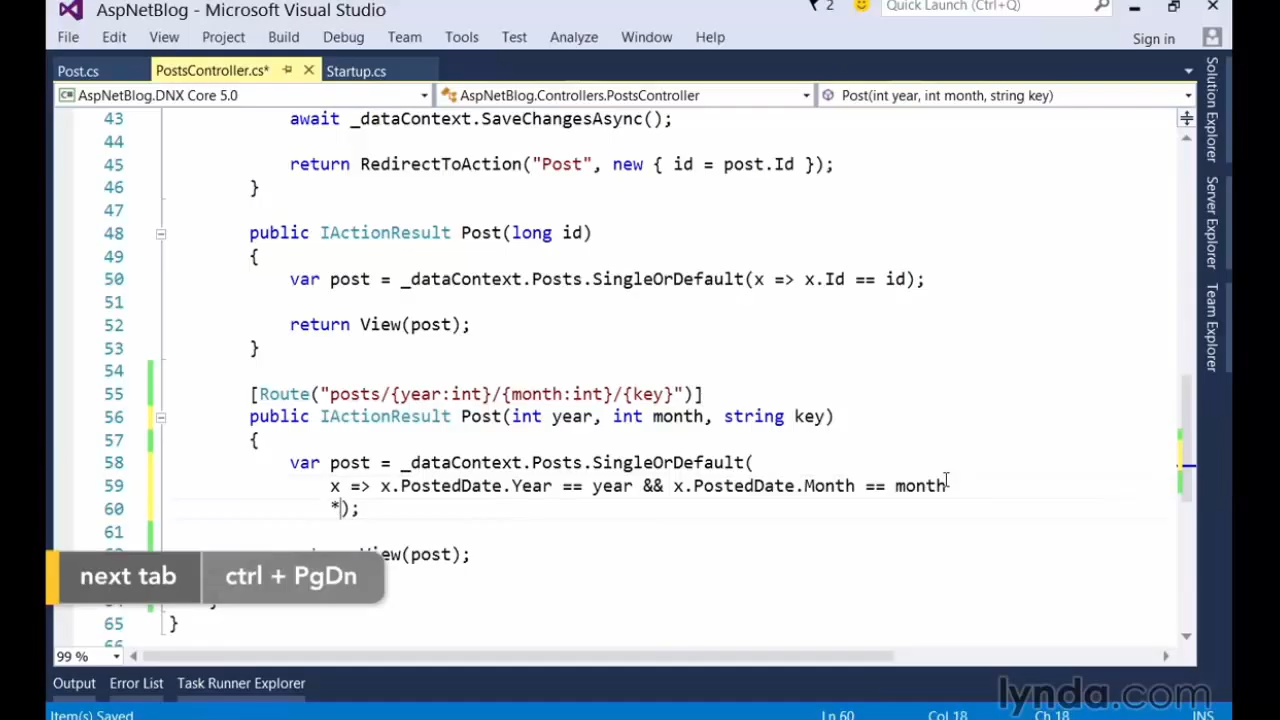 AspNetBlog - Microsoft Visual Studio
2
Quick Launch (Ctrl+Q)
File Edit View Project Build Debug Team Tools Test Analyze Window Help
Sign in
Post.cs PostsController.cs* Startup.cs
AspNetBlog.DNX Core 5.0 AspNetBlog.Controllers.PostsController Post(int year, int month, string key)
43 await _dataContext.SaveChangesAsync();
44
45 return RedirectToAction("Post", new { id = post.Id });
46 }
47
48 public IActionResult Post(long id)
49 {
50 var post = _dataContext.Posts.SingleOrDefault(x => x.Id == id);
51
52 return View(post);
53 }
54
55 [Route("posts/{year:int}/{month:int}/{key}")]
56 public IActionResult Post(int year, int month, string key)
57 {
58 var post = _dataContext.Posts.SingleOrDefault(
59 x => x.PostedDate.Year == year && x.PostedDate.Month == month
60 *);
61
View(post);
65 }
66
next tab ctrl + PgDn
99 %
Solution Explorer
Server Explorer
Team Explorer
Output Error List Task Runner Explorer
Item(s) Saved Ln 60 Col 18 Ch 18 INS
lynda.com